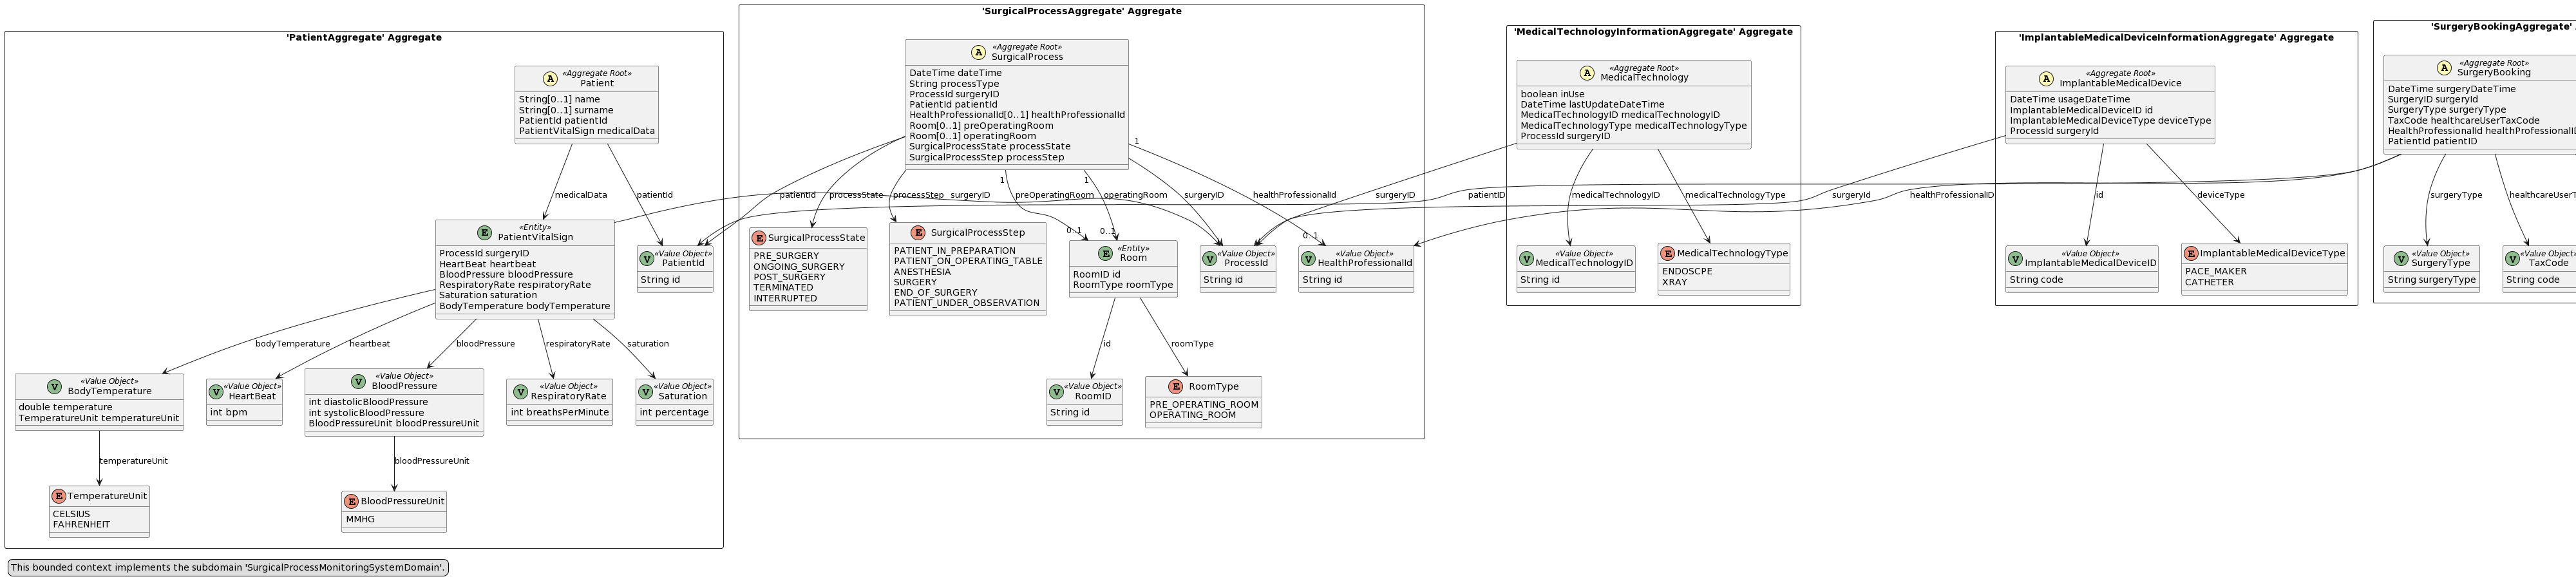 'PatientAggregate' Aggregate
«Aggregate Root»
Patient
String[0..1] name
String[0..1] surname
PatientId patientId
PatientVitalSign medicalData
medicalData
patientId
«Entity»
PatientVitalSign
ProcessId surgeryID
HeartBeat heartbeat
BloodPressure bloodPressure
RespiratoryRate respiratoryRate
Saturation saturation
BodyTemperature bodyTemperature
«Value Object»
PatientId
String id
bodyTemperature
heartbeat
bloodPressure
respiratoryRate
saturation
«Value Object»
BodyTemperature
double temperature
TemperatureUnit temperatureUnit
«Value Object»
HeartBeat
int bpm
«Value Object»
BloodPressure
int diastolicBloodPressure
int systolicBloodPressure
BloodPressureUnit bloodPressureUnit
«Value Object»
RespiratoryRate
int breathsPerMinute
«Value Object»
Saturation
int percentage
temperatureUnit
bloodPressureUnit
TemperatureUnit
CELSIUS
FAHRENHEIT
BloodPressureUnit
MMHG
'SurgicalProcessAggregate' Aggregate
«Aggregate Root»
SurgicalProcess
DateTime dateTime
String processType
ProcessId surgeryID
PatientId patientId
HealthProfessionalId[0..1] healthProfessionalId
Room[0..1] preOperatingRoom
Room[0..1] operatingRoom
SurgicalProcessState processState
SurgicalProcessStep processStep
1
1
1
patientId
processState
processStep
surgeryID
preOperatingRoom
operatingRoom
surgeryID
healthProfessionalId
surgeryID
patientID
0..1
0..1
0..1
SurgicalProcessState
PRE_SURGERY
ONGOING_SURGERY
POST_SURGERY
TERMINATED
INTERRUPTED
SurgicalProcessStep
PATIENT_IN_PREPARATION
PATIENT_ON_OPERATING_TABLE
ANESTHESIA
SURGERY
END_OF_SURGERY
PATIENT_UNDER_OBSERVATION
«Entity»
Room
RoomID id
RoomType roomType
«Value Object»
ProcessId
String id
«Value Object»
HealthProfessionalId
String id
id
roomType
«Value Object»
RoomID
String id
RoomType
PRE_OPERATING_ROOM
OPERATING_ROOM
'MedicalTechnologyInformationAggregate' Aggregate
«Aggregate Root»
MedicalTechnology
boolean inUse
DateTime lastUpdateDateTime
MedicalTechnologyID medicalTechnologyID
MedicalTechnologyType medicalTechnologyType
ProcessId surgeryID
medicalTechnologyID
medicalTechnologyType
«Value Object»
MedicalTechnologyID
String id
MedicalTechnologyType
ENDOSCPE
XRAY
surgeryId
healthProfessionalID
'ImplantableMedicalDeviceInformationAggregate' Aggregate
«Aggregate Root»
ImplantableMedicalDevice
DateTime usageDateTime
ImplantableMedicalDeviceID id
ImplantableMedicalDeviceType deviceType
ProcessId surgeryId
id
deviceType
«Value Object»
ImplantableMedicalDeviceID
String code
ImplantableMedicalDeviceType
PACE_MAKER
CATHETER
'SurgeryBookingAggregate'
«Aggregate Root»
SurgeryBooking
DateTime surgeryDateTime
SurgeryID surgeryId
SurgeryType surgeryType
TaxCode healthcareUserTaxCode
HealthProfessionalId healthProfessionalID
PatientId patientID
surgeryType
«Value Object»
SurgeryType
String surgeryType
«Value Object»
TaxCode
String code
This bounded context implements the subdomain 'SurgicalProcessMonitoringSystemDomain'.